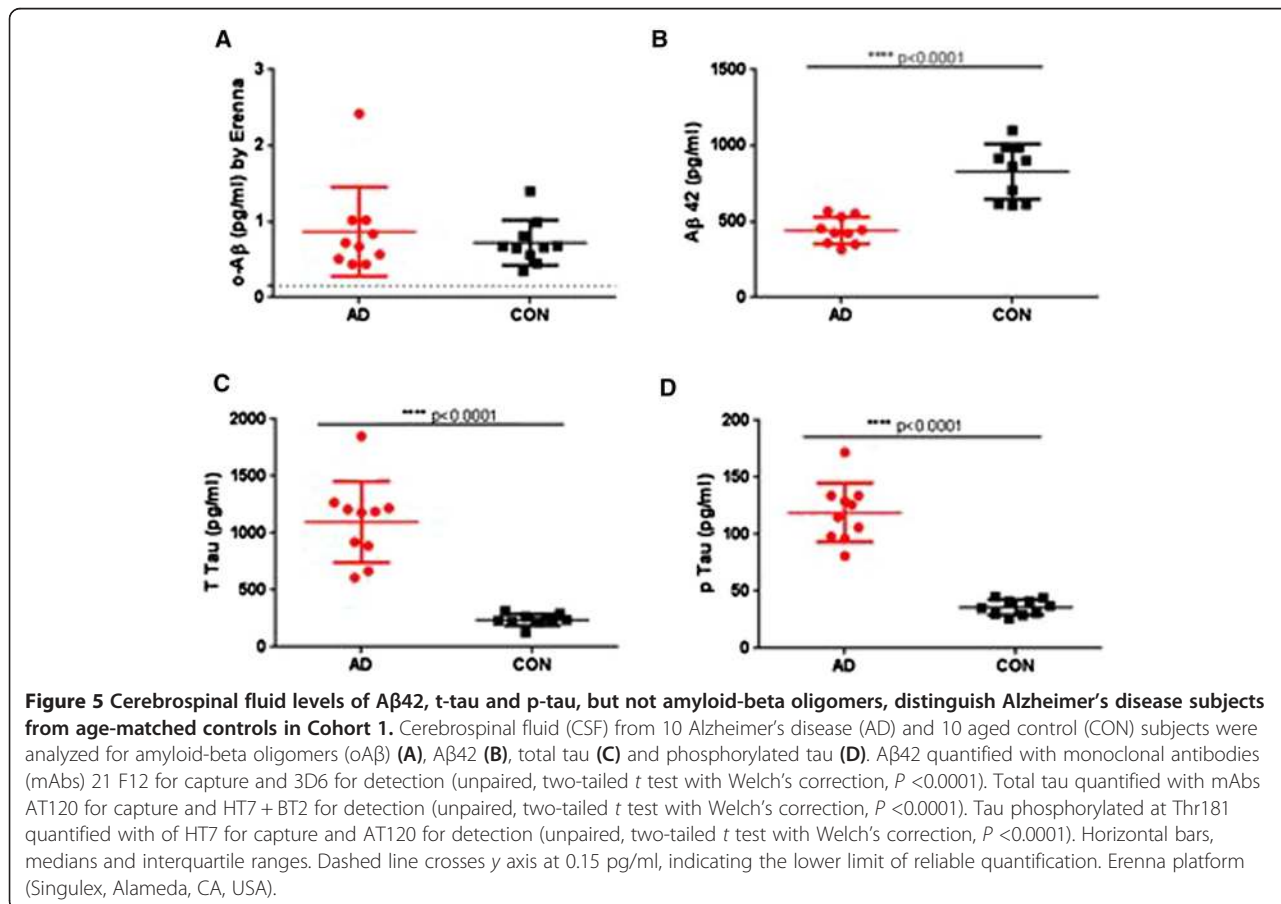 A
o-Aβ (pg/ml) by Erenna
3
2
1
0
AD
CON
B
**** p<0.0001
Aβ 42 (pg/ml)
1500
1000
500
0
AD
CON
C
**** p<0.0001
T Tau (pg/ml)
2000
1500
1000
500
0
AD
CON
D
**** p<0.0001
p Tau (pg/ml)
200
150
100
50
0
AD
CON
Figure 5 Cerebrospinal fluid levels of Aβ42, t-tau and p-tau, but not amyloid-beta oligomers, distinguish Alzheimer's disease subjects
from age-matched controls in Cohort 1. Cerebrospinal fluid (CSF) from 10 Alzheimer's disease (AD) and 10 aged control (CON) subjects were
analyzed for amyloid-beta oligomers (oAβ) (A), Aβ42 (B), total tau (C) and phosphorylated tau (D). Aβ42 quantified with monoclonal antibodies
(mAbs) 21 F12 for capture and 3D6 for detection (unpaired, two-tailed t test with Welch's correction, P <0.0001). Total tau quantified with mAbs
AT120 for capture and HT7 + BT2 for detection (unpaired, two-tailed t test with Welch's correction, P <0.0001). Tau phosphorylated at Thr181
quantified with of HT7 for capture and AT120 for detection (unpaired, two-tailed t test with Welch's correction, P <0.0001). Horizontal bars,
medians and interquartile ranges. Dashed line crosses y axis at 0.15 pg/ml, indicating the lower limit of reliable quantification. Erenna platform
(Singulex, Alameda, CA, USA).